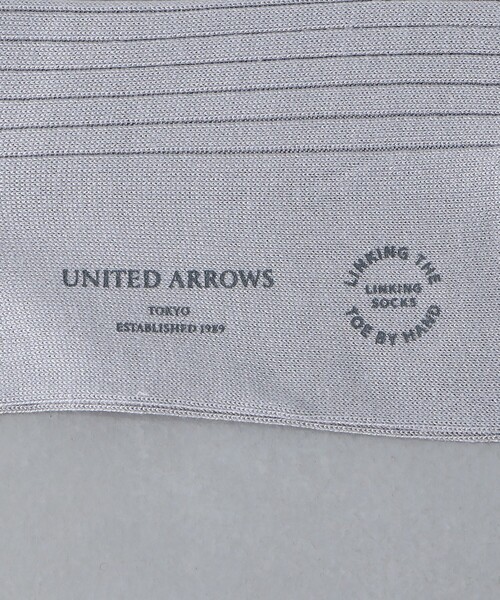 UNITED ARROWS
TOKYO
ESTABLISHED 1989
LINKING THE
LINKING
SOCKS
TOE BY HAND